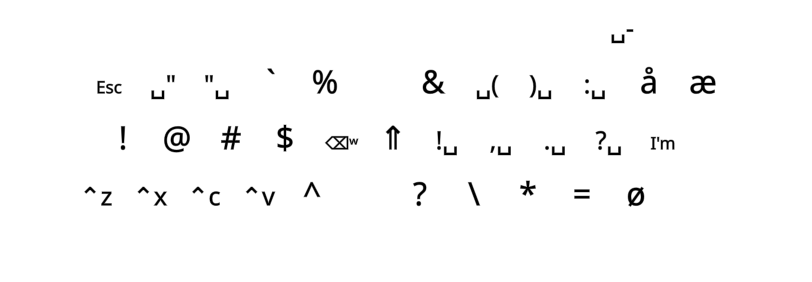 ␣-
Esc ␣" "␣ ` % & ␣( )␣ :␣ å æ
! @ # $ ⌫ʷ ⇑ !␣ ,␣ .␣ ?␣ I'm
^z ^x ^c ^v ^ ? \ * = ø